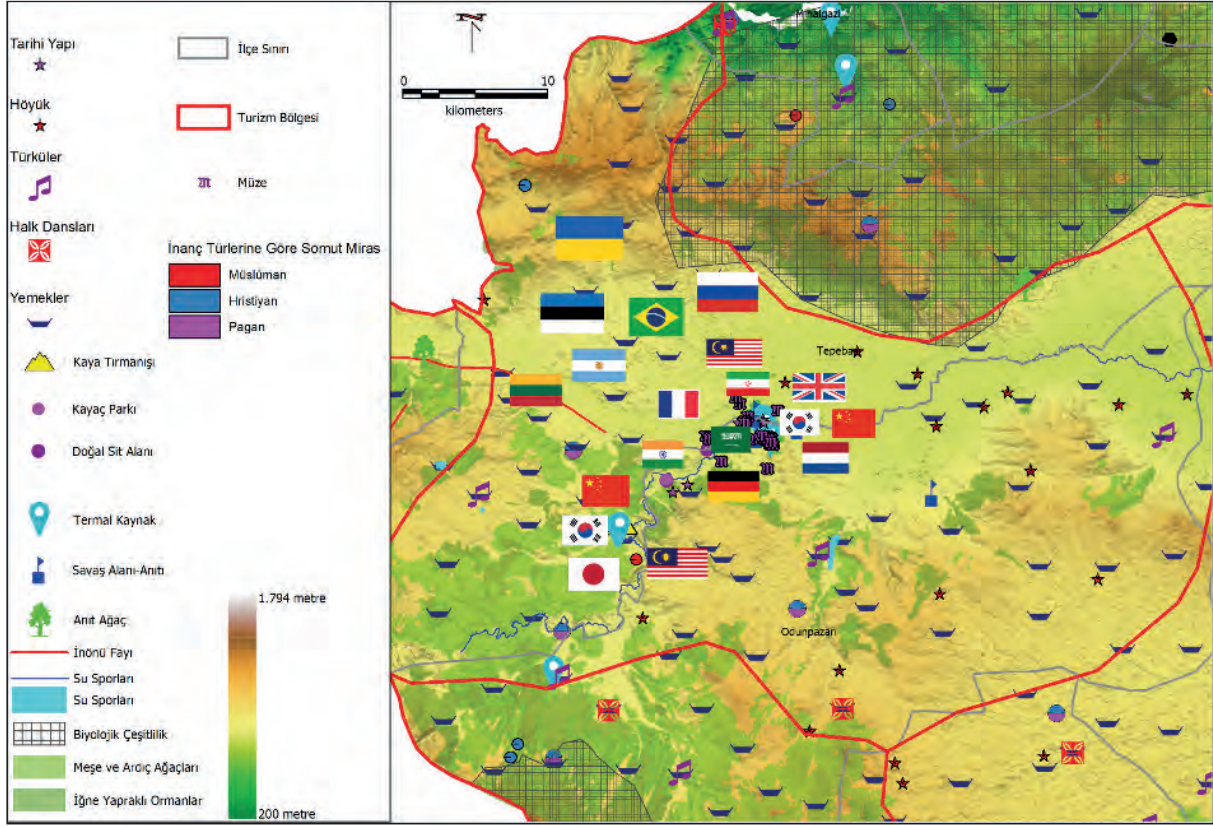 Tarihi Yapı
Höyük
Türküler
Halk Dansları
Yemekler
Kaya Tırmanışı
Kayaç Parkı
Doğal Sit Alanı
Termal Kaynak
Savaş Alanı-Anıtı
Anıt Ağaç
İnönü Fayı
Su Sporları
Su Sporları
Biyolojik Çeşitlilik
Meşe ve Ardıç Ağaçları
İğne Yapraklı Ormanlar
İlçe Sınırı
Turizm Bölgesi
Müze
İnanç Türlerine Göre Somut Miras
Müslüman
Hristiyan
Pagan
1.794 metre
200 metre
N
0 10
kilometers
Mihalgazi
Odunpazarı